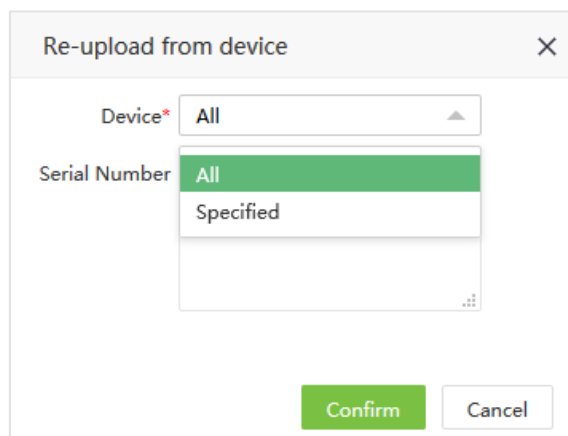 Re-upload from device
Device* All
Serial Number All
Specified
Confirm Cancel